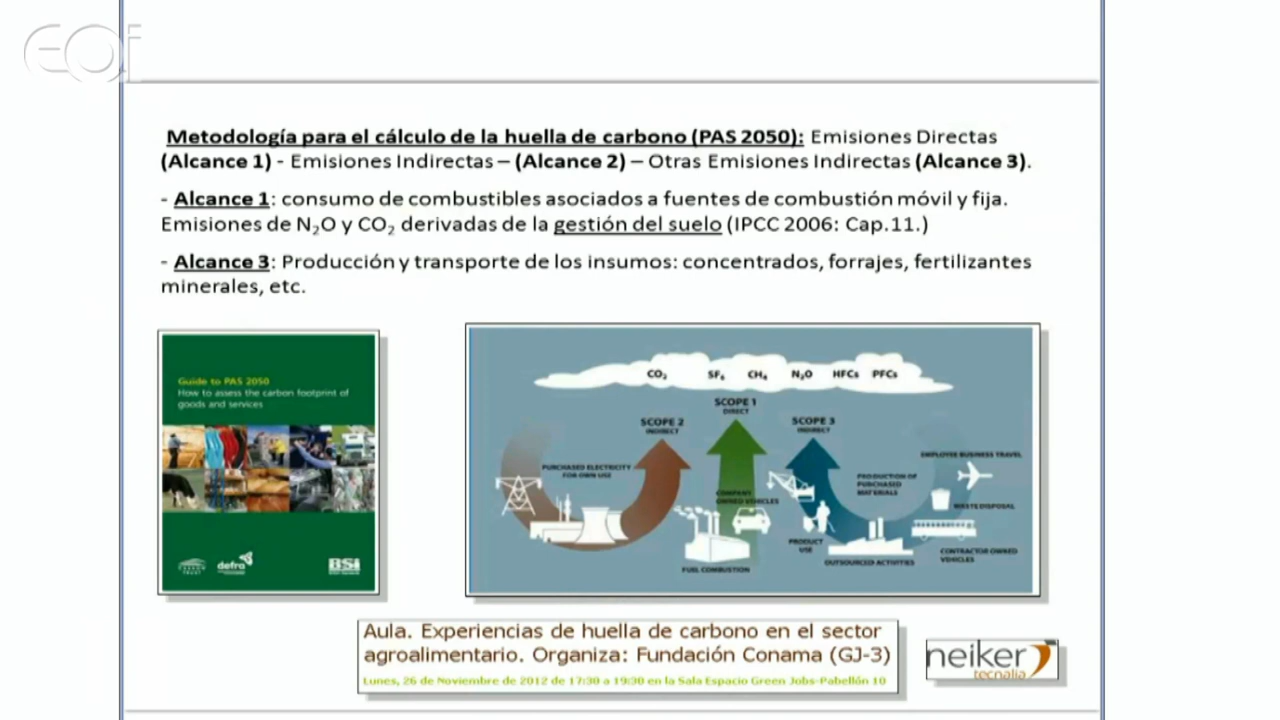 EOi
Metodología para el cálculo de la huella de carbono (PAS 2050): Emisiones Directas
(Alcance 1) - Emisiones Indirectas – (Alcance 2) – Otras Emisiones Indirectas (Alcance 3).
- Alcance 1: consumo de combustibles asociados a fuentes de combustión móvil y fija.
Emisiones de N₂O y CO₂ derivadas de la gestión del suelo (IPCC 2006: Cap.11.)
- Alcance 3: Producción y transporte de los insumos: concentrados, forrajes, fertilizantes
minerales, etc.
Guide to PAS 2050
How to assess the carbon footprint of
goods and services
defra
BSi
CO₂ SF₆ CH₄ N₂O HFCs PFCs
SCOPE 1
DIRECT
SCOPE 2
INDIRECT
SCOPE 3
INDIRECT
PURCHASED ELECTRICITY
FOR OWN USE
COMPANY
OWNED VEHICLES
FUEL COMBUSTION
PRODUCT
USE
PRODUCTION OF
PURCHASED
MATERIALS
OUTSOURCED ACTIVITIES
EMPLOYEE BUSINESS TRAVEL
WASTE DISPOSAL
CONTRACTOR OWNED
VEHICLES
Aula. Experiencias de huella de carbono en el sector
agroalimentario. Organiza: Fundación Conama (GJ-3)
Lunes, 26 de Noviembre de 2012 de 17:30 a 19:30 en la Sala Espacio Green Jobs-Pabellón 10
neiker
tecnalia